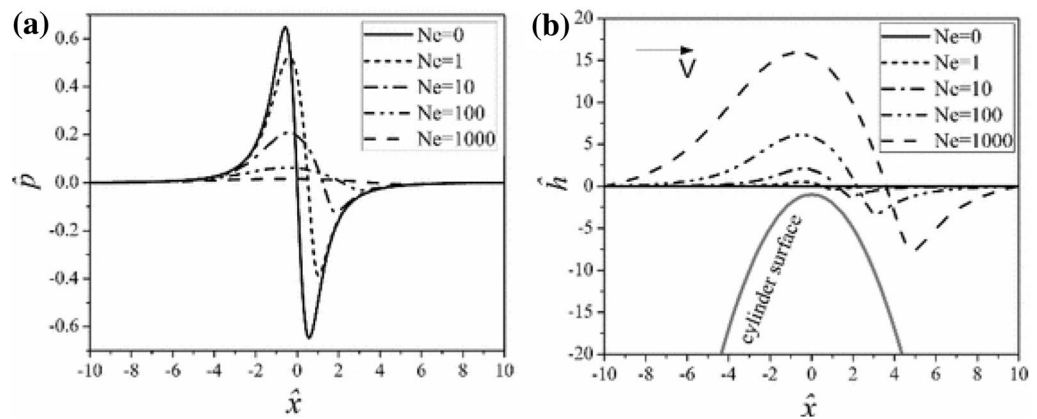 (a)
0.6
0.4
0.2
0.0
-0.2
-0.4
-0.6
p̂
-10 -8 -6 -4 -2 0 2 4 6 8 10
x̂
Ne=0
Nc=1
Ne=10
Ne=100
Ne=1000
(b)
20
15
10
5
0
-5
-10
-15
-20
ĥ
-10 -8 -6 -4 -2 0 2 4 6 8 10
x̂
V
Ne=0
Ne=1
Nc=10
Ne=100
Ne=1000
cylinder surface